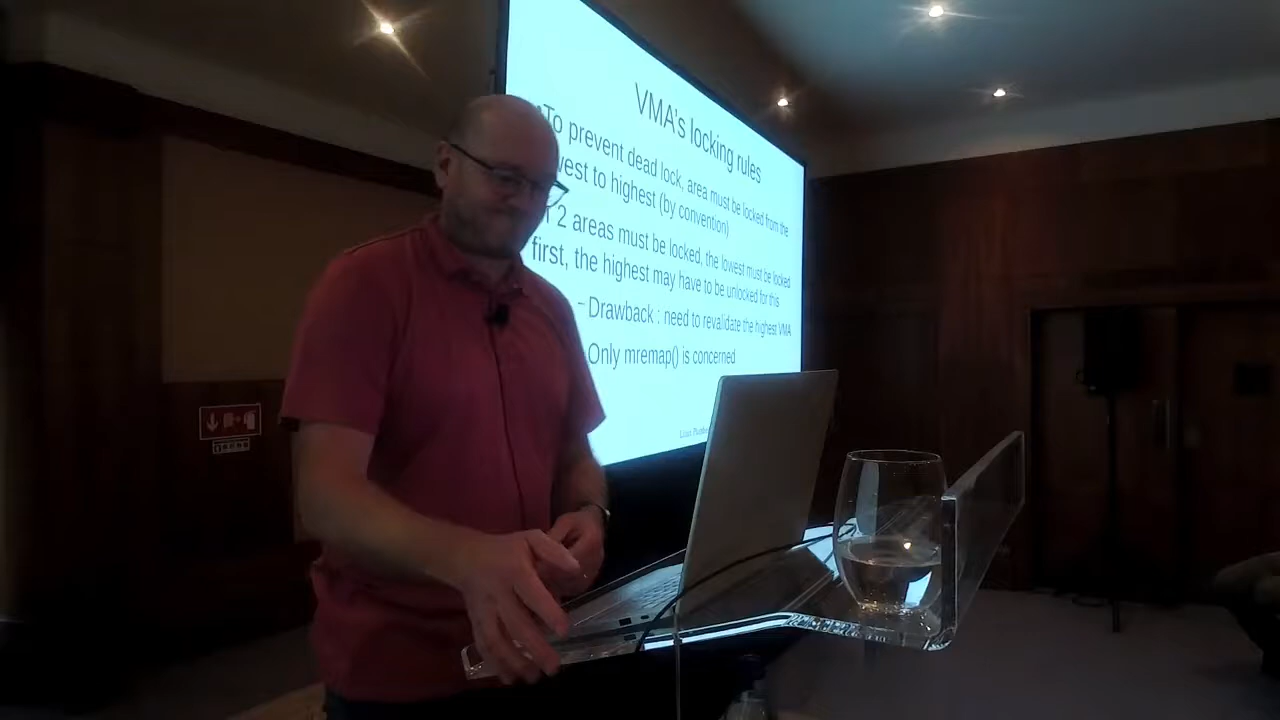 VMA's locking rules
To prevent dead lock, area must be locked from the
to highest (by convention)
2 areas must be locked, the lowest must be locked
first, the highest may have to be unlocked for this
– Drawback : need to revalidate the highest VMA
Only mremap() is concerned